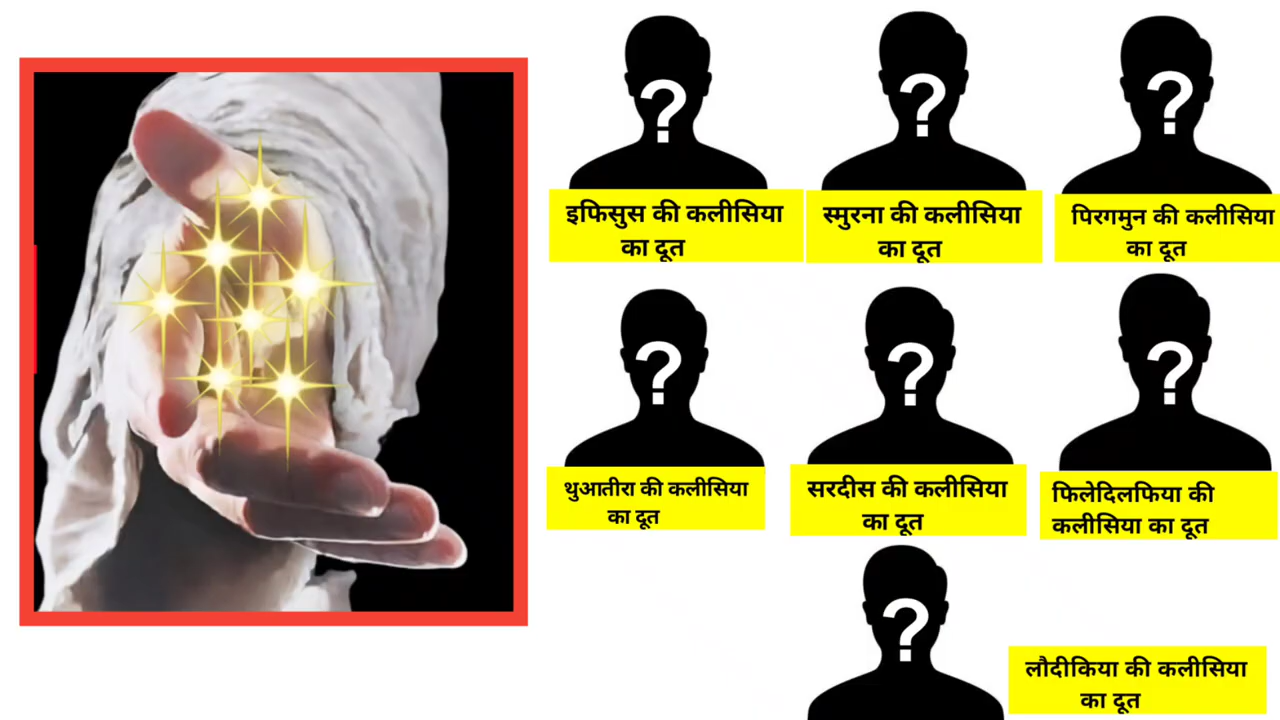 ?
?
?
इफिसुस की कलीसिया
का दूत
स्मुरना की कलीसिया
का दूत
पिरगमुन की कलीसिया
का दूत
?
?
?
थुआतीरा की कलीसिया
का दूत
सरदीस की कलीसिया
का दूत
फिलेदिलफिया की
कलीसिया का दूत
?
लौदीकिया की कलीसिया
का दूत